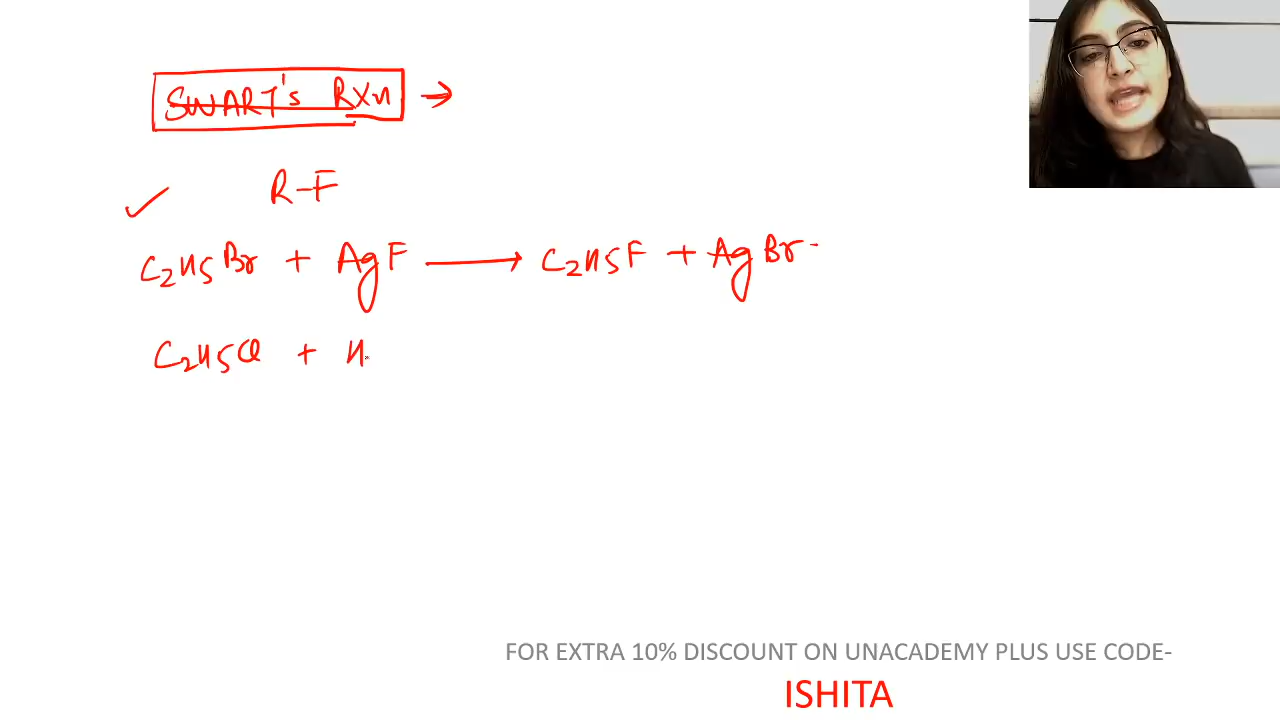 SWART's RXn →
R-F
C2H5Br + AgF → C2H5F + AgBr
C2H5Cl + H
FOR EXTRA 10% DISCOUNT ON UNACADEMY PLUS USE CODE-
ISHITA